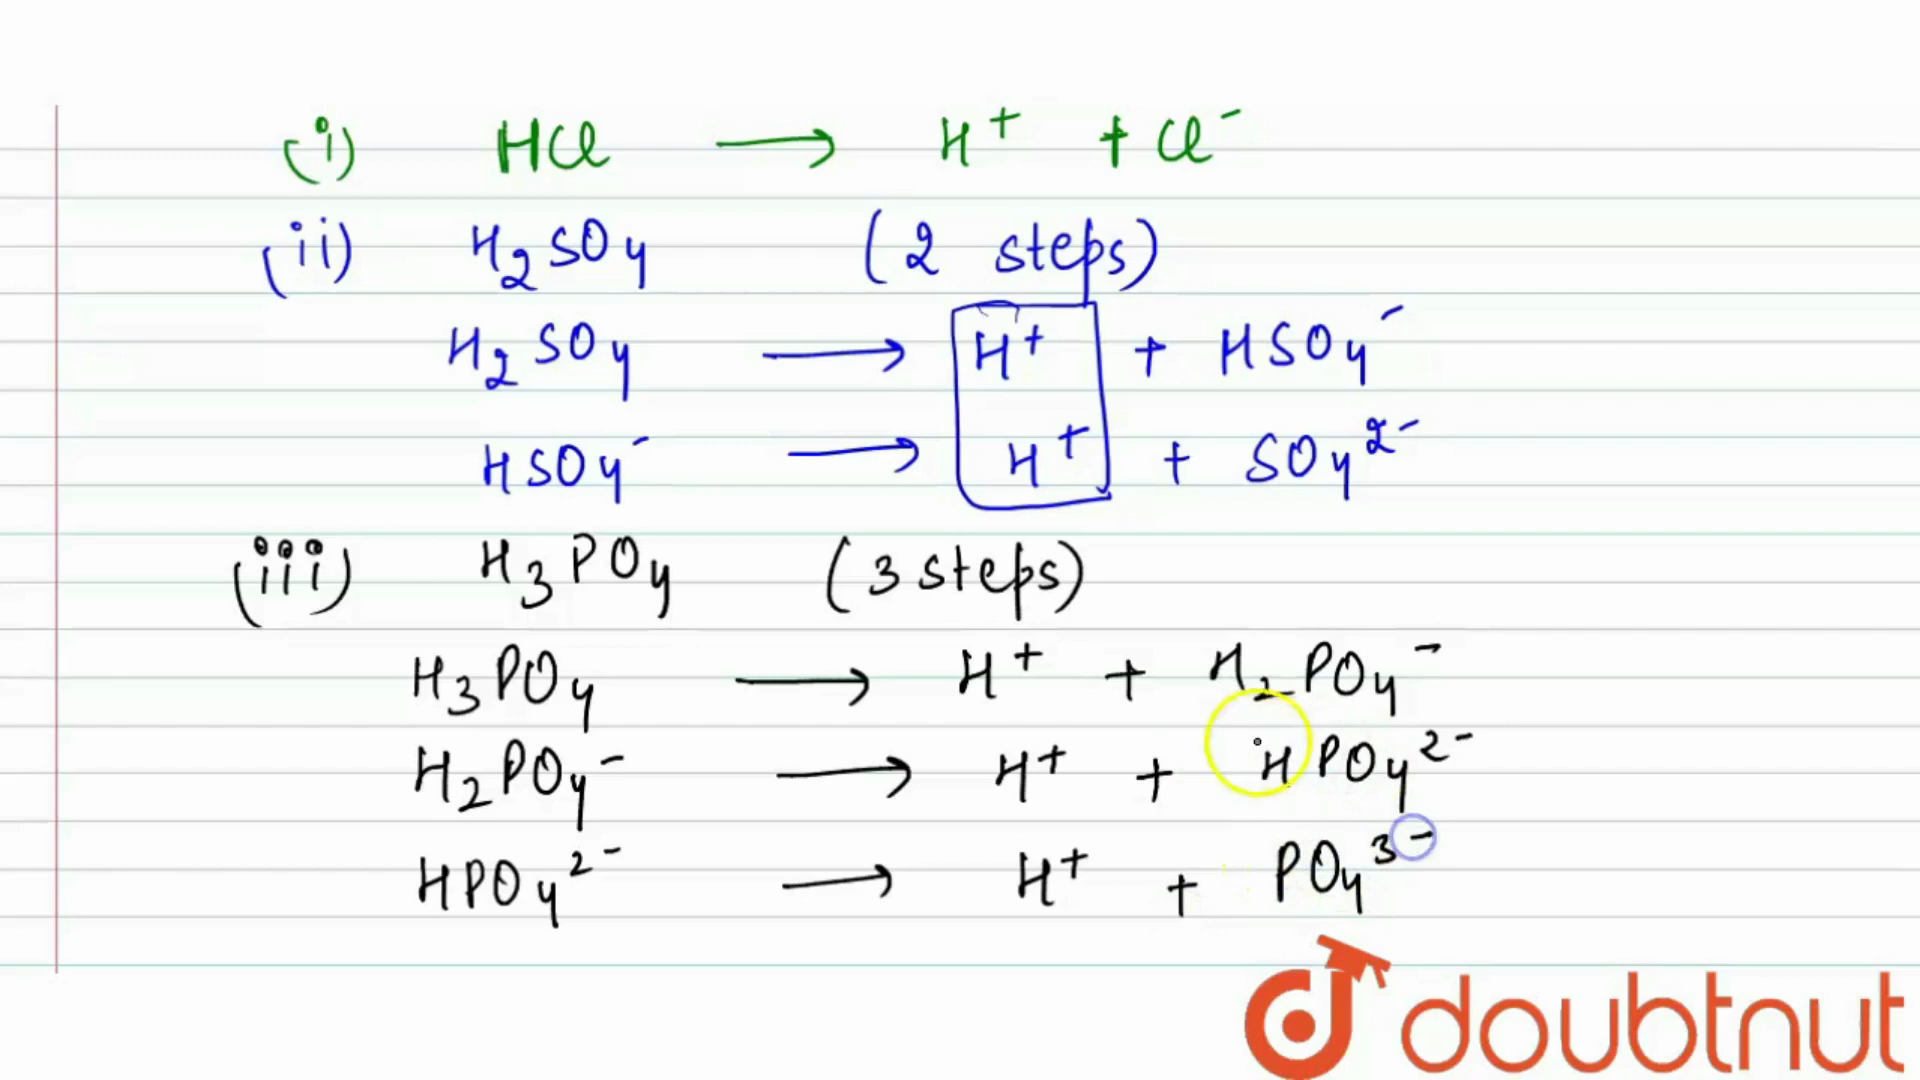 (i) HCl ⟶ H⁺ + Cl⁻
(ii) H₂SO₄ (2 steps)
H₂SO₄ ⟶ H⁺ + HSO₄⁻
HSO₄⁻ ⟶ H⁺ + SO₄²⁻
(iii) H₃PO₄ (3 steps)
H₃PO₄ ⟶ H⁺ + H₂PO₄⁻
H₂PO₄⁻ ⟶ H⁺ + HPO₄²⁻
HPO₄²⁻ ⟶ H⁺ + PO₄³⁻
doubtnut